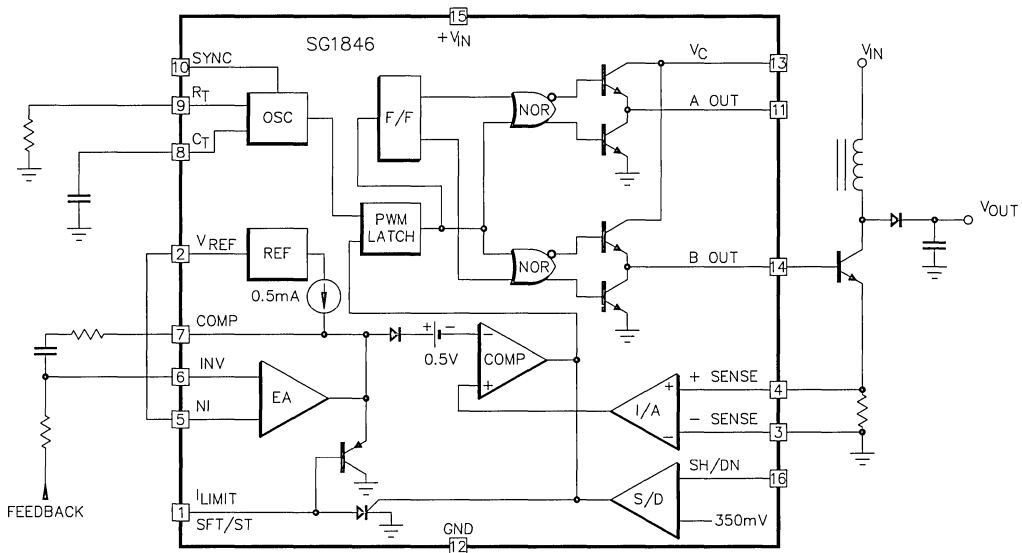 15
+VIN
SG1846
10 SYNC
9 RT
8 CT
OSC
F/F
NOR
VC
13
A OUT
11
VIN
PWM
LATCH
2 VREF
REF
0.5mA
NOR
B OUT
14
VOUT
7 COMP
+ −
0.5V
−
COMP
+
6 INV
EA
5 NI
+
I/A
−
+ SENSE
4
− SENSE
3
SH/DN
16
S/D
350mV
FEEDBACK
1
ILIMIT
SFT/ST
GND
12